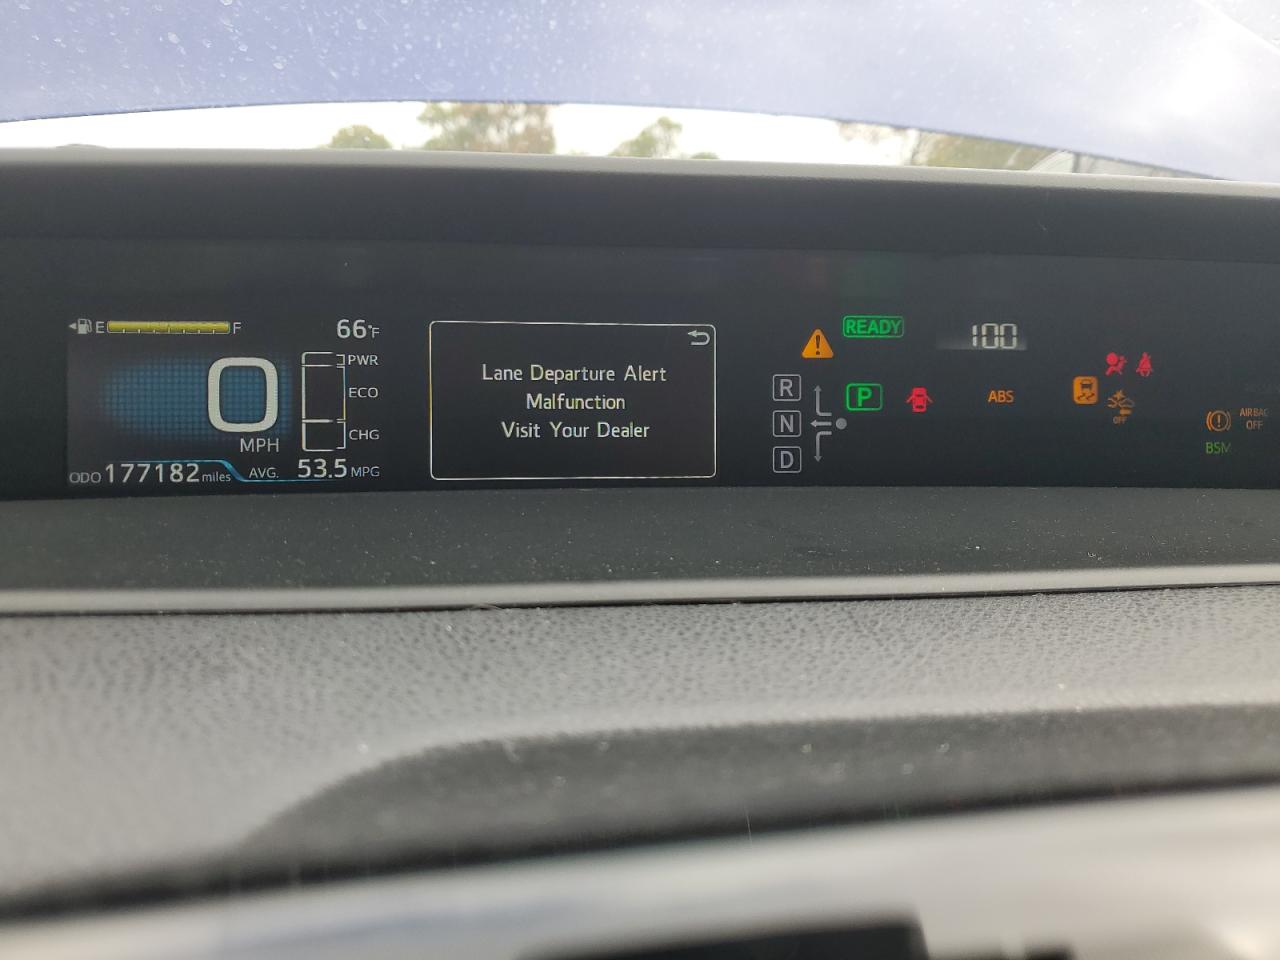 E F
66°F
0
MPH
PWR
ECO
CHG
ODO 177182 miles
AVG. 53.5 MPG
Lane Departure Alert
Malfunction
Visit Your Dealer
READY
100
R
N
D
P
ABS
OFF
AIRBAG
OFF
BSM